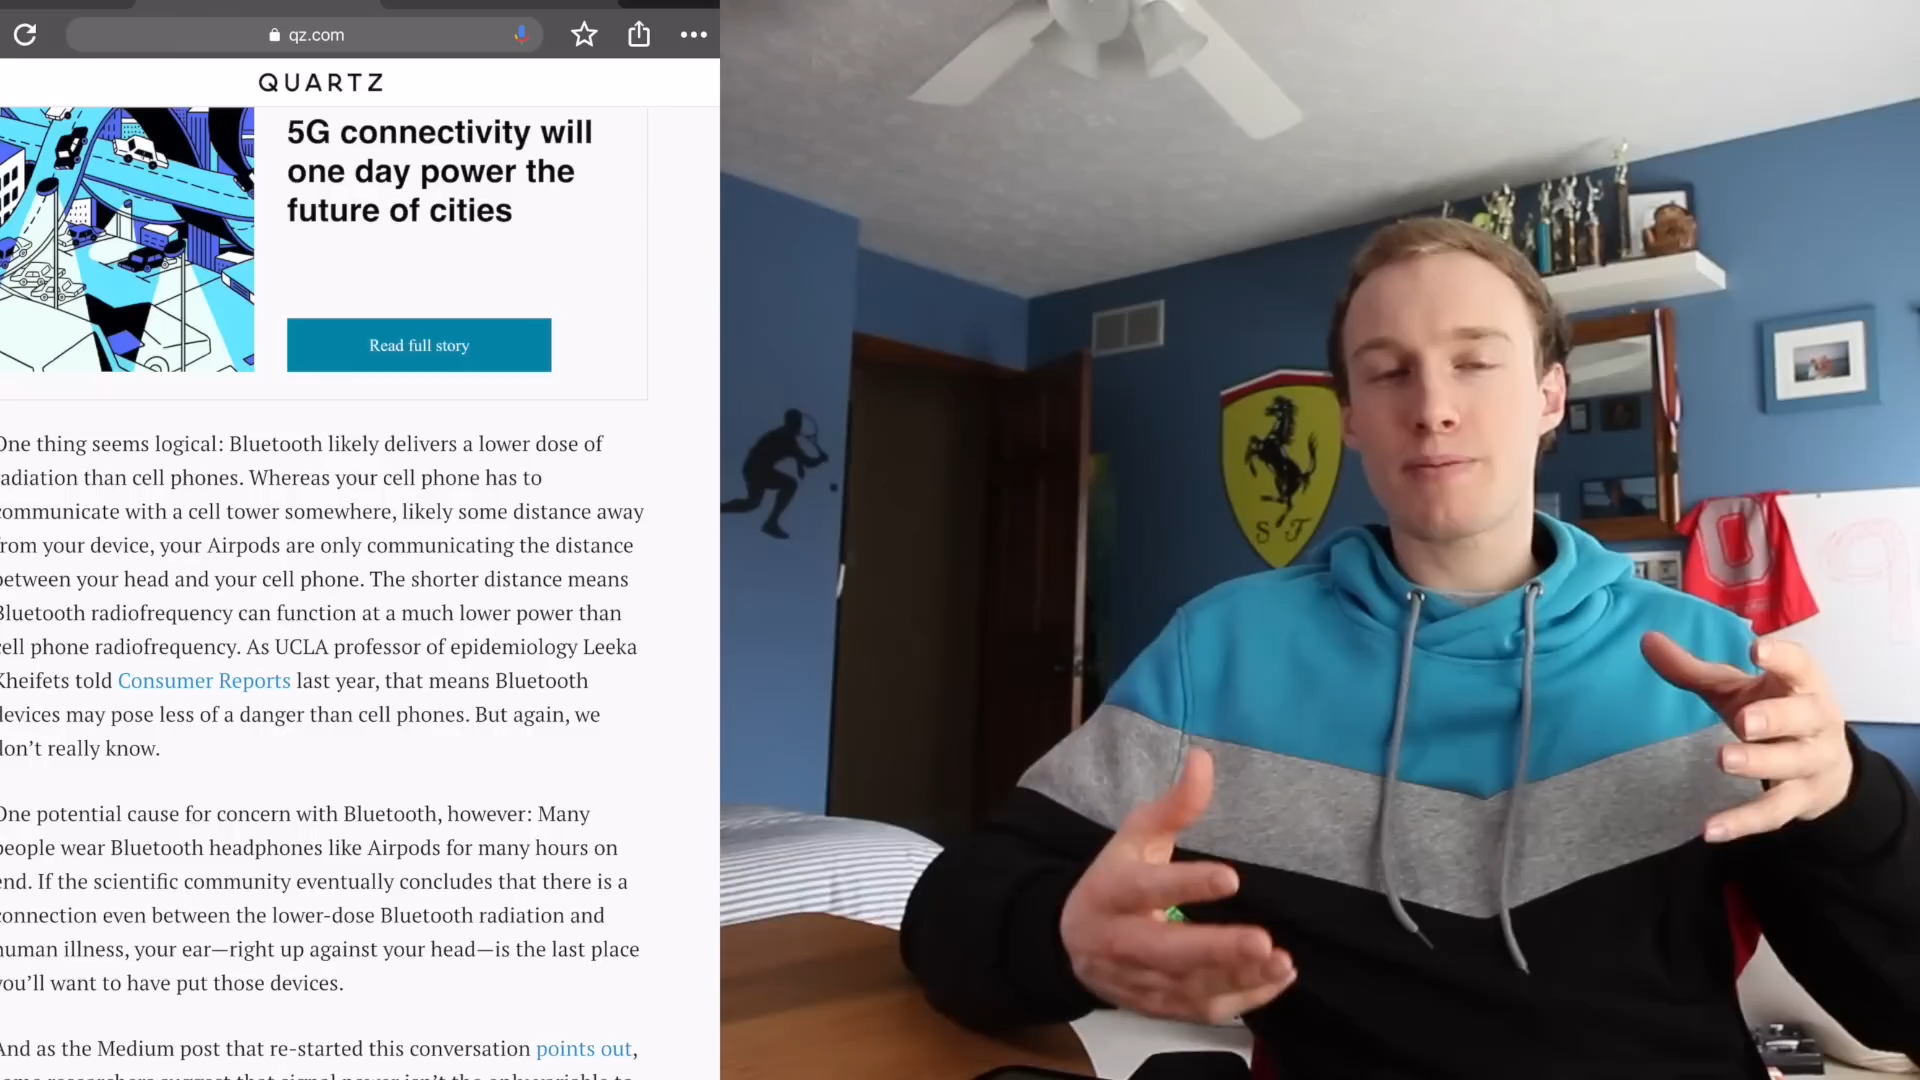 qz.com
QUARTZ
5G connectivity will
one day power the
future of cities
Read full story
One thing seems logical: Bluetooth likely delivers a lower dose of
radiation than cell phones. Whereas your cell phone has to
communicate with a cell tower somewhere, likely some distance away
from your device, your Airpods are only communicating the distance
between your head and your cell phone. The shorter distance means
Bluetooth radiofrequency can function at a much lower power than
cell phone radiofrequency. As UCLA professor of epidemiology Leeka
Kheifets told Consumer Reports last year, that means Bluetooth
devices may pose less of a danger than cell phones. But again, we
don’t really know.
One potential cause for concern with Bluetooth, however: Many
people wear Bluetooth headphones like Airpods for many hours on
end. If the scientific community eventually concludes that there is a
connection even between the lower-dose Bluetooth radiation and
human illness, your ear—right up against your head—is the last place
you’ll want to have put those devices.
And as the Medium post that re-started this conversation points out,
S F